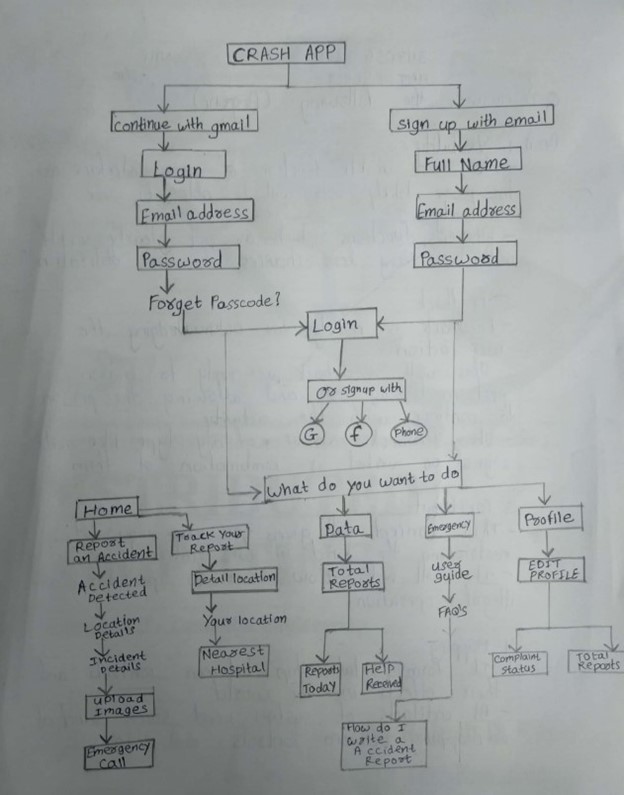 CRASH APP
continue with gmail
sign up with email
Login
Full Name
Email address
Email address
Password
Password
Forget Passcode?
Login
Or signup with
G
f
Phone
What do you want to do
Home
Report
an Accident
Accident
Detected
Location
Details
Incident
Details
upload
Images
Emergency
Call
Track Your
Report
Detail location
Your location
Nearest
Hospital
Data
Total
Reports
Reports
Today
Help
Received
Emergency
user
guide
FAQ's
How do I
write a
Accident
Report
Profile
EDIT
PROFILE
Complaint
status
Total
Reports